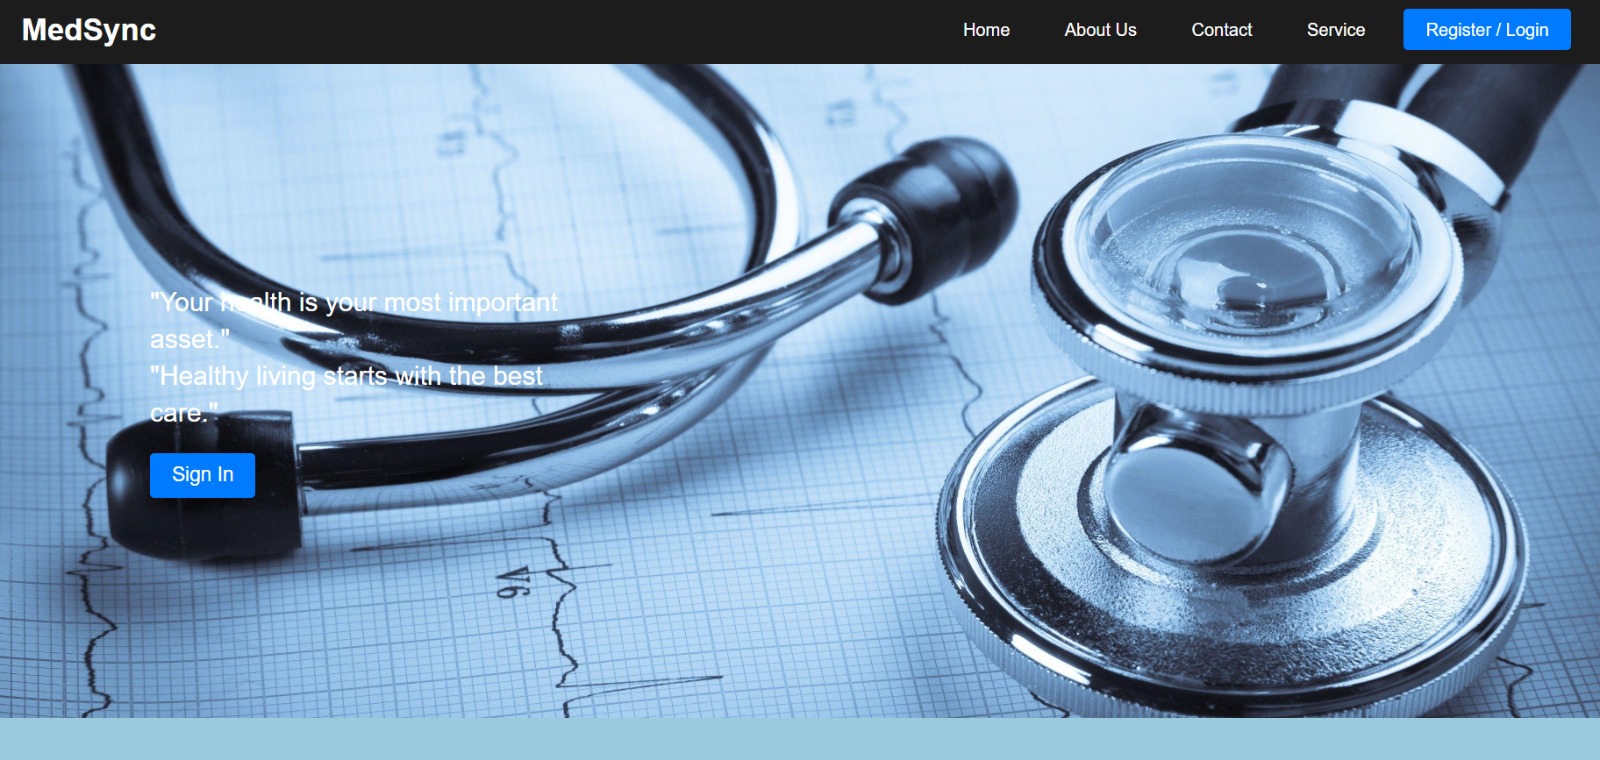 MedSync
Home
About Us
Contact
Service
Register / Login
"Your health is your most important
asset."
"Healthy living starts with the best
care."
Sign In
V6